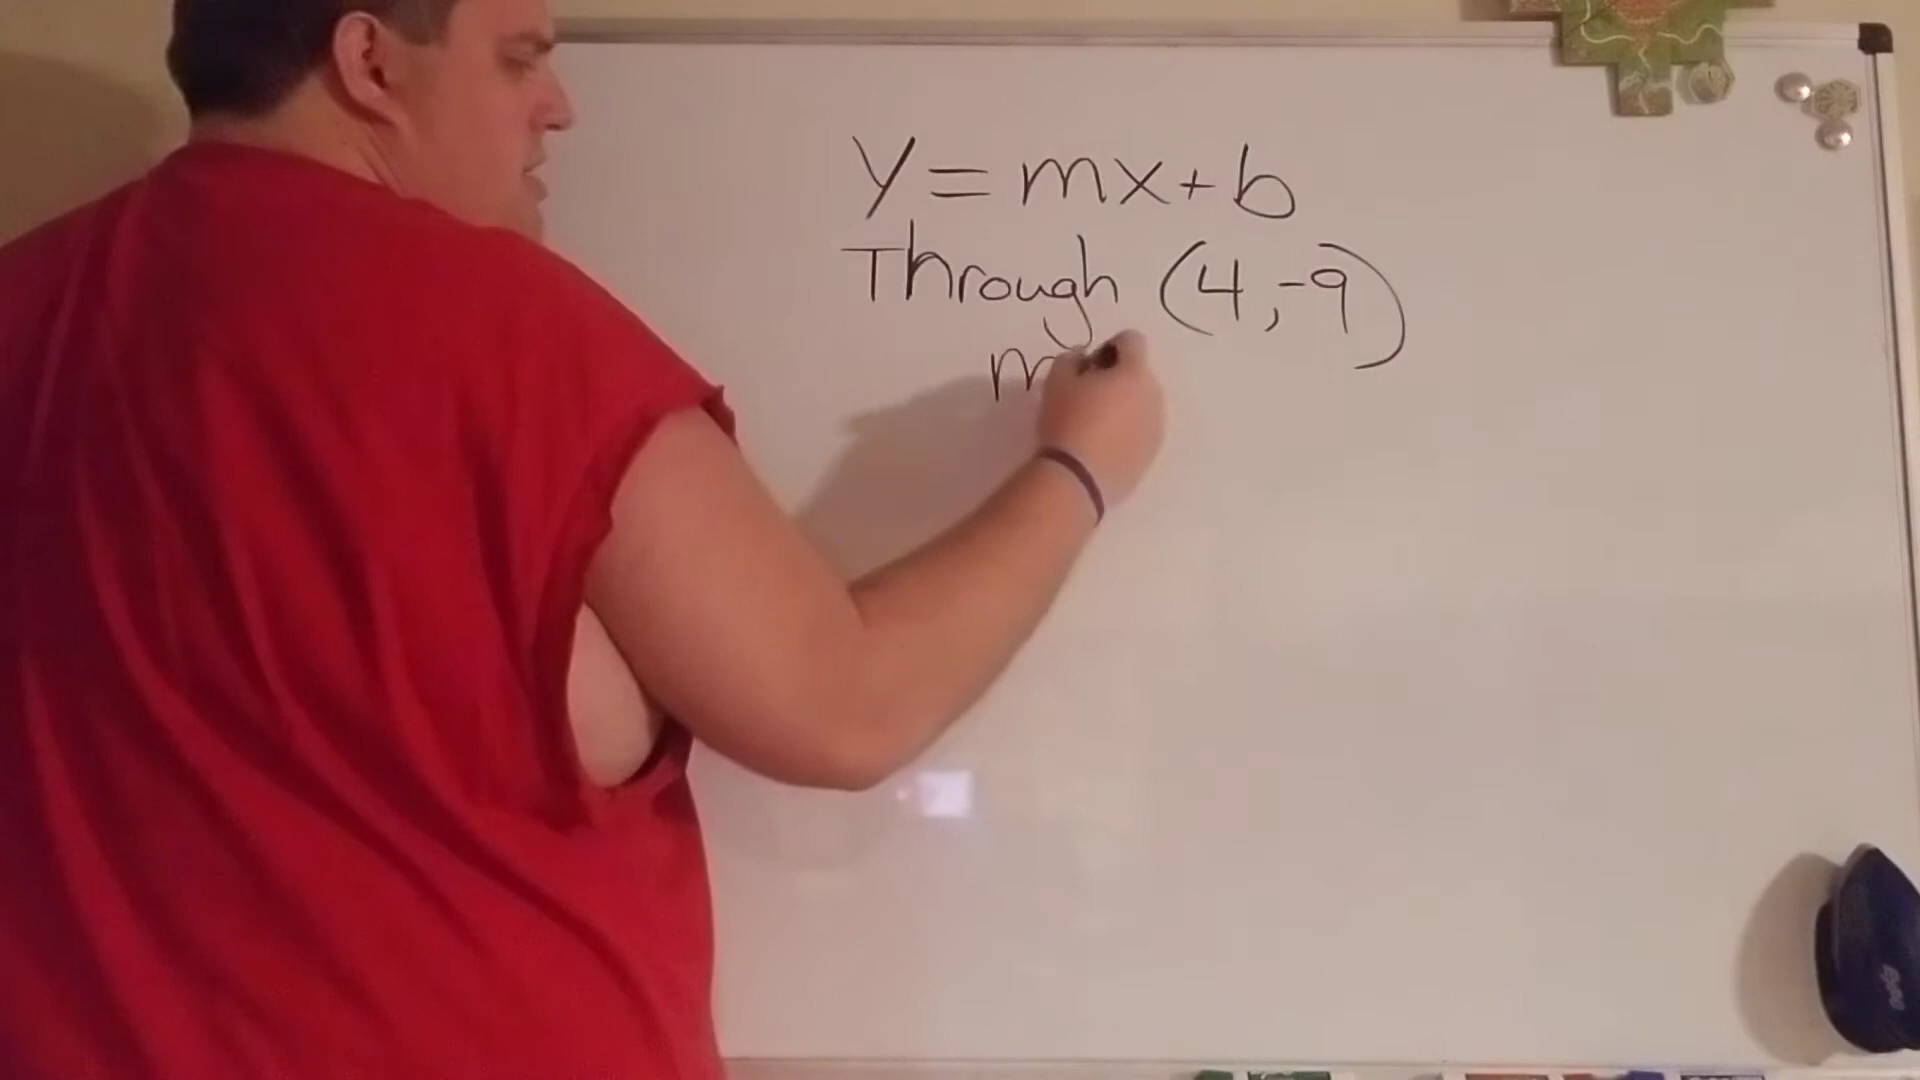 y = mx + b
Through (4, -9)
m